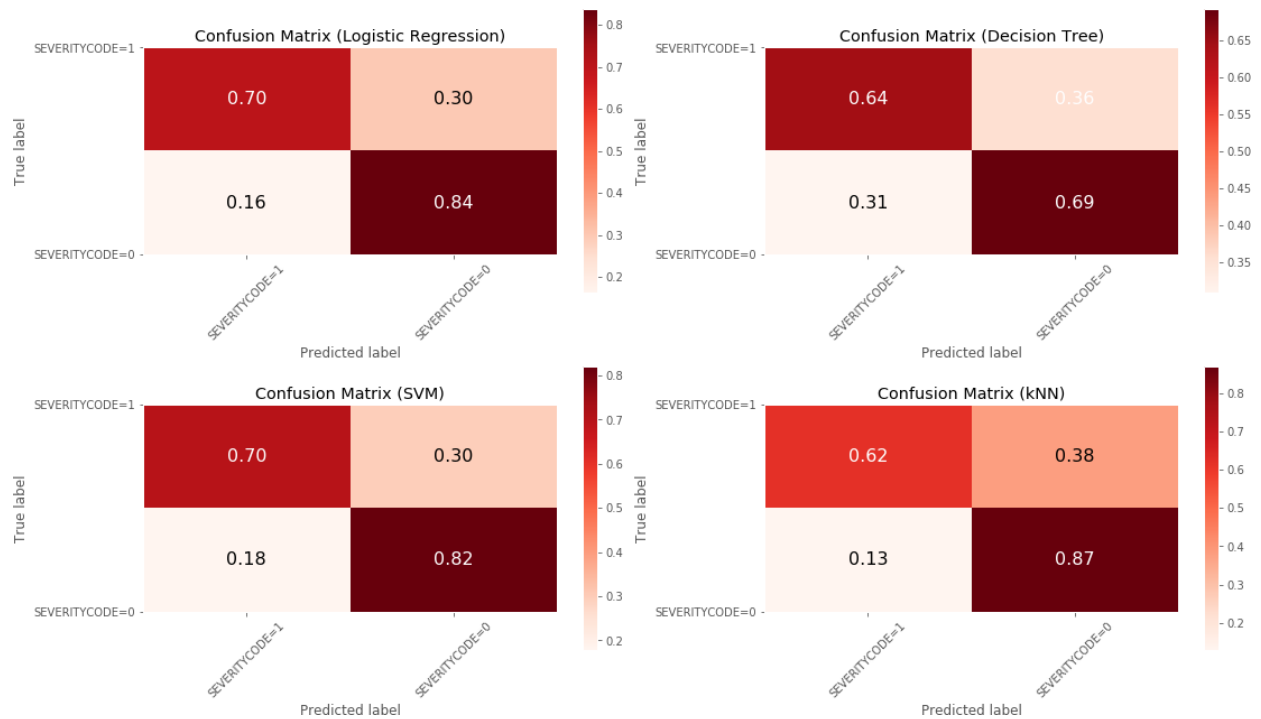 Confusion Matrix (Logistic Regression)
SEVERITYCODE=1
0.70 0.30
True label
0.16 0.84
SEVERITYCODE=0
SEVERITYCODE=1 SEVERITYCODE=0
Predicted label
0.8
0.7
0.6
0.5
0.4
0.3
0.2
Confusion Matrix (Decision Tree)
SEVERITYCODE=1
0.64 0.36
True label
0.31 0.69
SEVERITYCODE=0
SEVERITYCODE=1 SEVERITYCODE=0
Predicted label
0.65
0.60
0.55
0.50
0.45
0.40
0.35
Confusion Matrix (SVM)
SEVERITYCODE=1
0.70 0.30
True label
0.18 0.82
SEVERITYCODE=0
SEVERITYCODE=1 SEVERITYCODE=0
Predicted label
0.8
0.7
0.6
0.5
0.4
0.3
0.2
Confusion Matrix (kNN)
SEVERITYCODE=1
0.62 0.38
True label
0.13 0.87
SEVERITYCODE=0
SEVERITYCODE=1 SEVERITYCODE=0
Predicted label
0.8
0.7
0.6
0.5
0.4
0.3
0.2